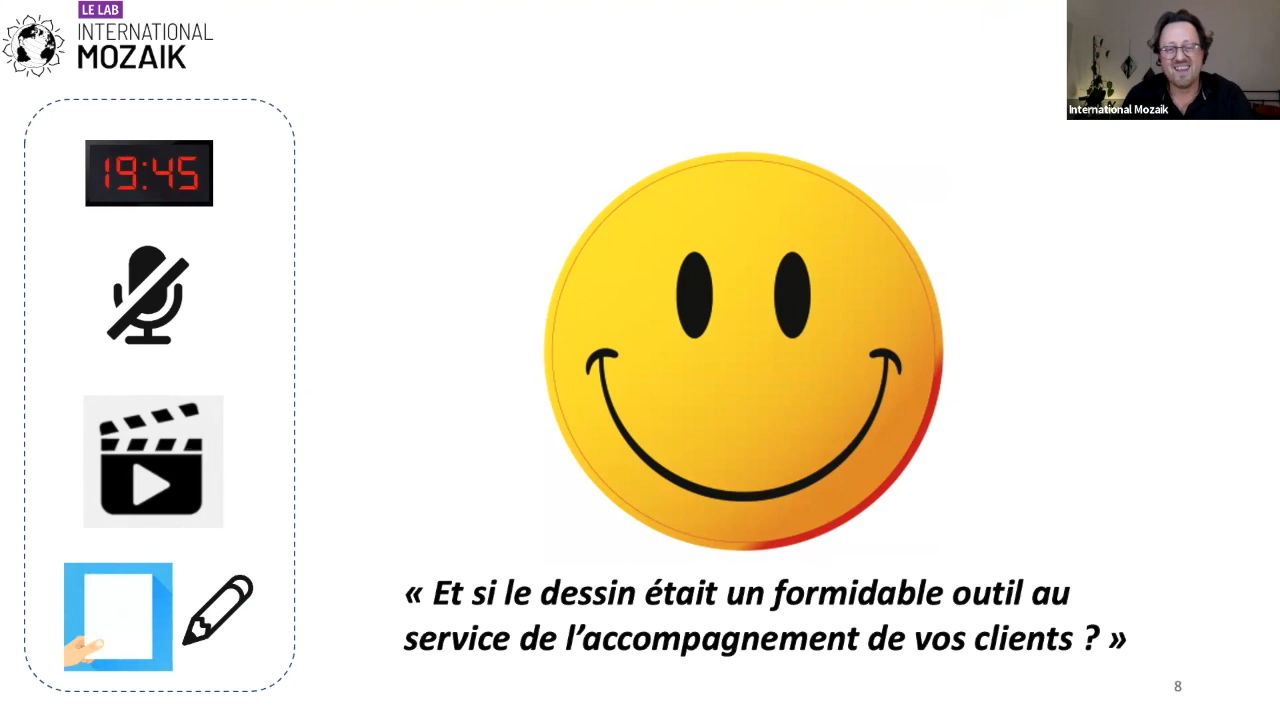 LE LAB
INTERNATIONAL
MOZAIK
International Mozaik
19:45
« Et si le dessin était un formidable outil au
service de l’accompagnement de vos clients ? »
8